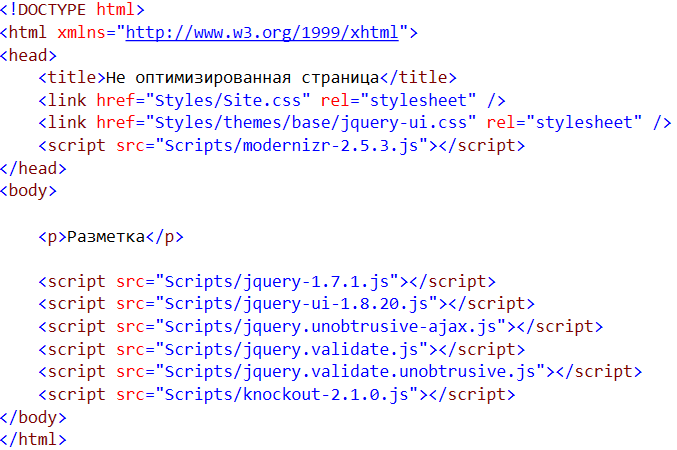 <!DOCTYPE html>
<html xmlns="http://www.w3.org/1999/xhtml">
<head>
    <title>Не оптимизированная страница</title>
    <link href="Styles/Site.css" rel="stylesheet" />
    <link href="Styles/themes/base/jquery-ui.css" rel="stylesheet" />
    <script src="Scripts/modernizr-2.5.3.js"></script>
</head>
<body>

    <p>Разметка</p>

    <script src="Scripts/jquery-1.7.1.js"></script>
    <script src="Scripts/jquery-ui-1.8.20.js"></script>
    <script src="Scripts/jquery.unobtrusive-ajax.js"></script>
    <script src="Scripts/jquery.validate.js"></script>
    <script src="Scripts/jquery.validate.unobtrusive.js"></script>
    <script src="Scripts/knockout-2.1.0.js"></script>
</body>
</html>